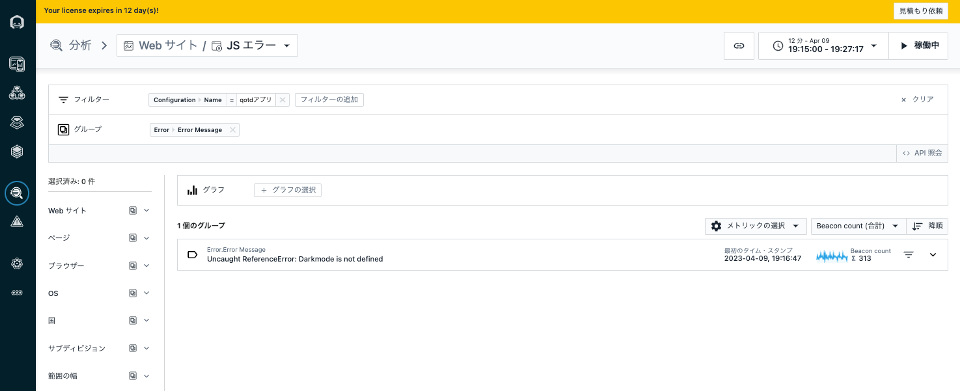 Your license expires in 12 day(s)!
見積もり依頼
分析
Web サイト / JS エラー
12 分 - Apr 09
19:15:00 - 19:27:17
稼働中
フィルター
Configuration > Name = qotdアプリ ×
フィルターの追加
× クリア
グループ
Error > Error Message ×
<> API 照会
選択済み: 0 件
Web サイト
ページ
ブラウザー
OS
国
サブディビジョン
範囲の幅
グラフ
+ グラフの選択
1 個のグループ
メトリックの選択
Beacon count (合計)
降順
Error.Error Message
Uncaught ReferenceError: Darkmode is not defined
最初のタイム・スタンプ
2023-04-09, 19:16:47
Beacon count
Σ 313